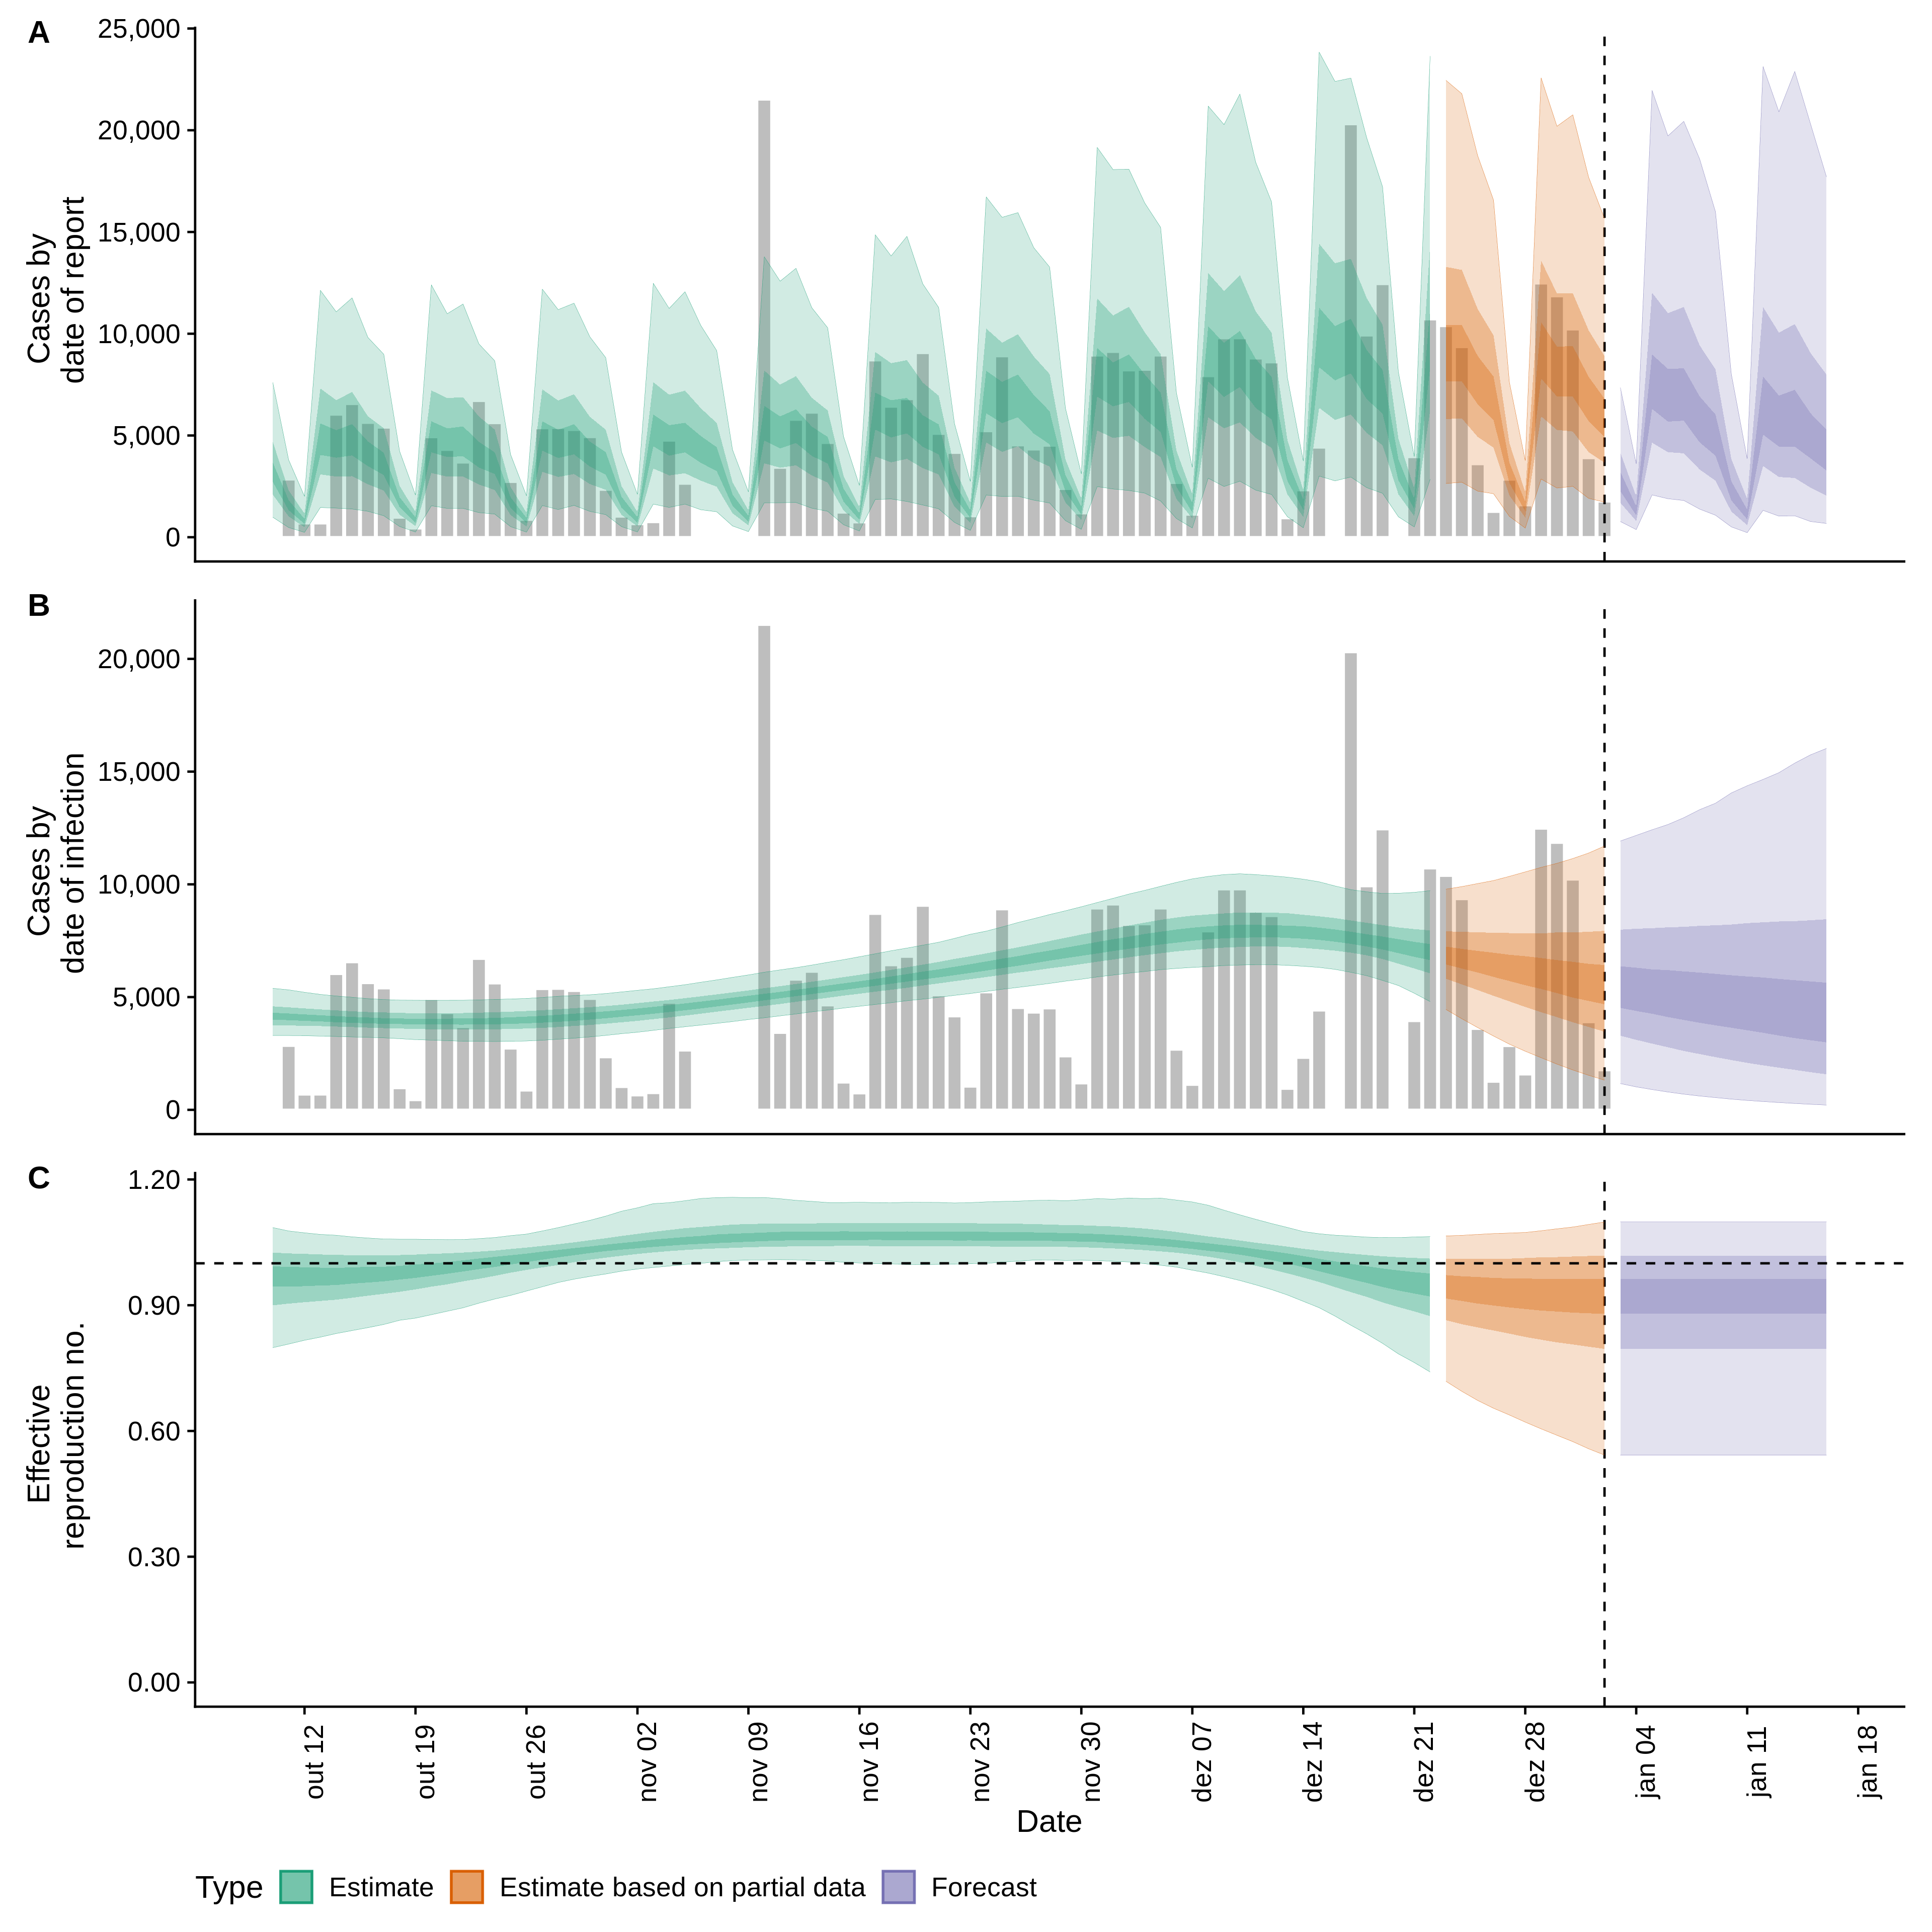 A
Cases by
date of report
25,000
20,000
15,000
10,000
5,000
0
B
Cases by
date of infection
20,000
15,000
10,000
5,000
0
C
Effective
reproduction no.
1.20
0.90
0.60
0.30
0.00
out 12
out 19
out 26
nov 02
nov 09
nov 16
nov 23
nov 30
dez 07
dez 14
dez 21
dez 28
jan 04
jan 11
jan 18
Date
Type Estimate Estimate based on partial data Forecast